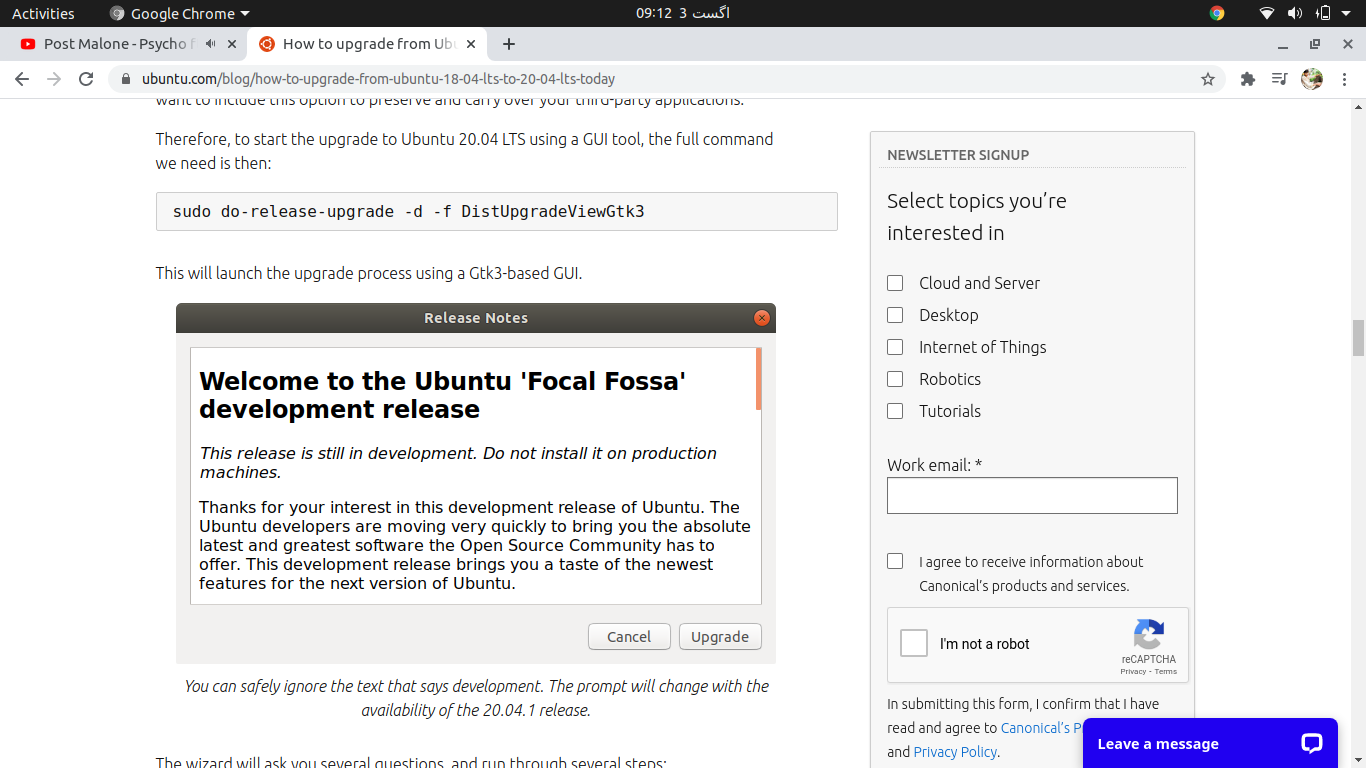 Activities
Google Chrome
09:12 3 اگست
Post Malone - Psycho f
How to upgrade from Ubu
ubuntu.com/blog/how-to-upgrade-from-ubuntu-18-04-lts-to-20-04-lts-today
want to include this option to preserve and carry over your third-party applications.
Therefore, to start the upgrade to Ubuntu 20.04 LTS using a GUI tool, the full command
we need is then:
sudo do-release-upgrade -d -f DistUpgradeViewGtk3
This will launch the upgrade process using a Gtk3-based GUI.
Release Notes
Welcome to the Ubuntu 'Focal Fossa'
development release
This release is still in development. Do not install it on production
machines.
Thanks for your interest in this development release of Ubuntu. The
Ubuntu developers are moving very quickly to bring you the absolute
latest and greatest software the Open Source Community has to
offer. This development release brings you a taste of the newest
features for the next version of Ubuntu.
Cancel
Upgrade
You can safely ignore the text that says development. The prompt will change with the
availability of the 20.04.1 release.
The wizard will ask you several questions, and run through several steps:
NEWSLETTER SIGNUP
Select topics you’re
interested in
Cloud and Server
Desktop
Internet of Things
Robotics
Tutorials
Work email: *
I agree to receive information about
Canonical’s products and services.
I'm not a robot
reCAPTCHA
Privacy - Terms
In submitting this form, I confirm that I have
read and agree to Canonical’s P
and Privacy Policy.
Leave a message